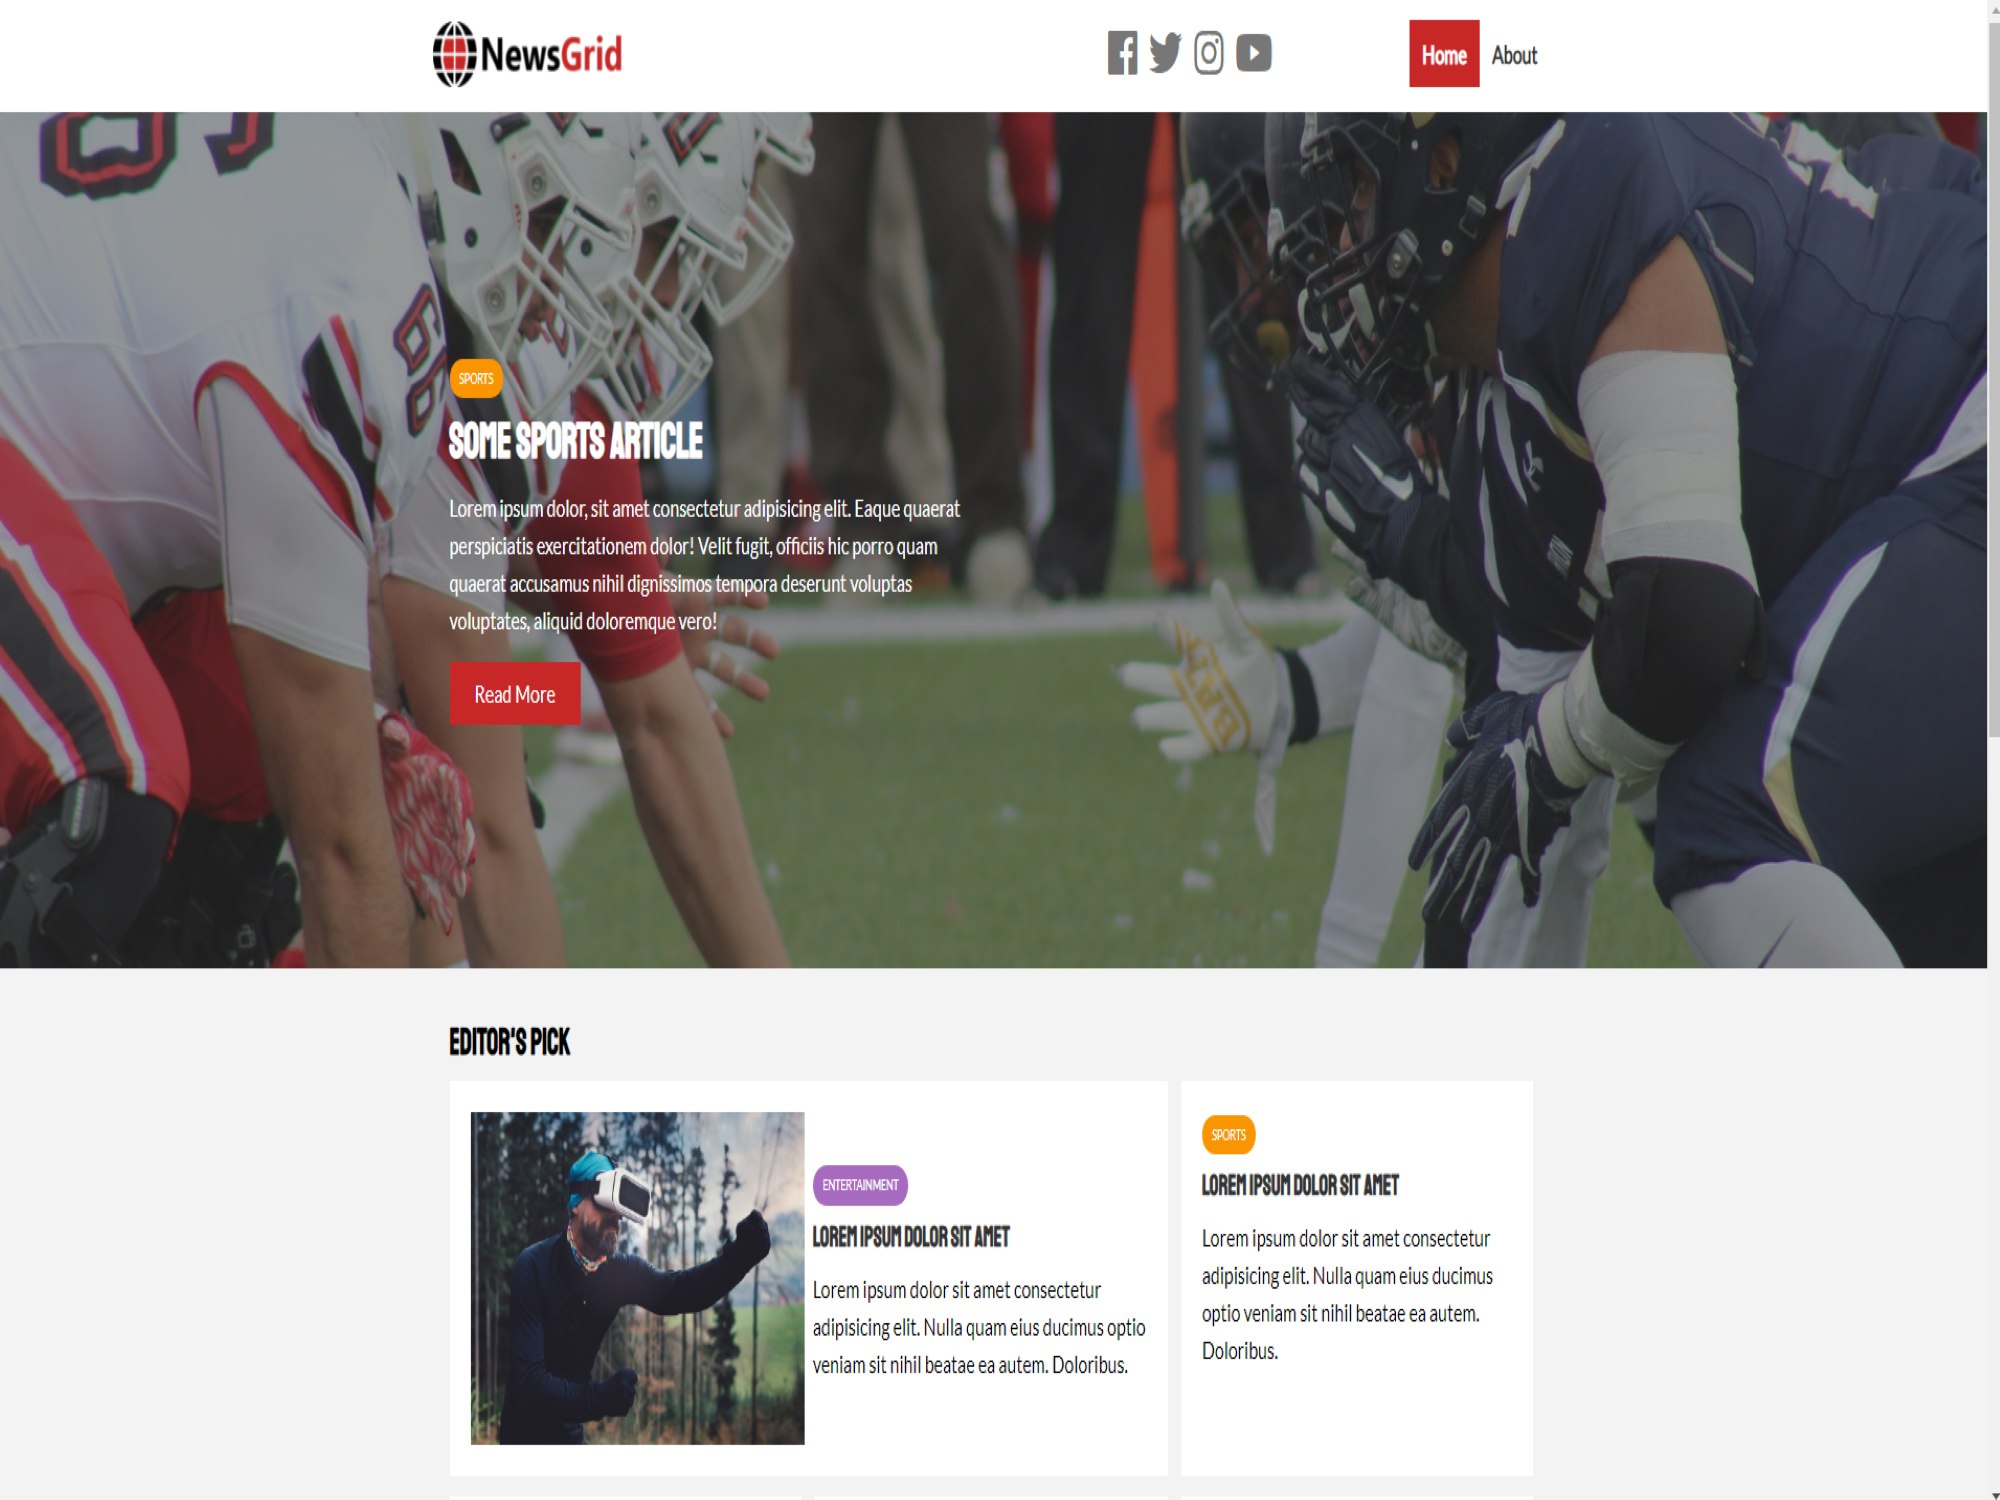 NewsGrid
Home About
SPORTS
SOME SPORTS ARTICLE
Lorem ipsum dolor, sit amet consectetur adipisicing elit. Eaque quaerat
perspiciatis exercitationem dolor! Velit fugit, officiis hic porro quam
quaerat accusamus nihil dignissimos tempora deserunt voluptas
voluptates, aliquid doloremque vero!
Read More
EDITOR'S PICK
ENTERTAINMENT
LOREM IPSUM DOLOR SIT AMET
Lorem ipsum dolor sit amet consectetur
adipisicing elit. Nulla quam eius ducimus optio
veniam sit nihil beatae ea autem. Doloribus.
SPORTS
LOREM IPSUM DOLOR SIT AMET
Lorem ipsum dolor sit amet consectetur
adipisicing elit. Nulla quam eius ducimus
optio veniam sit nihil beatae ea autem.
Doloribus.